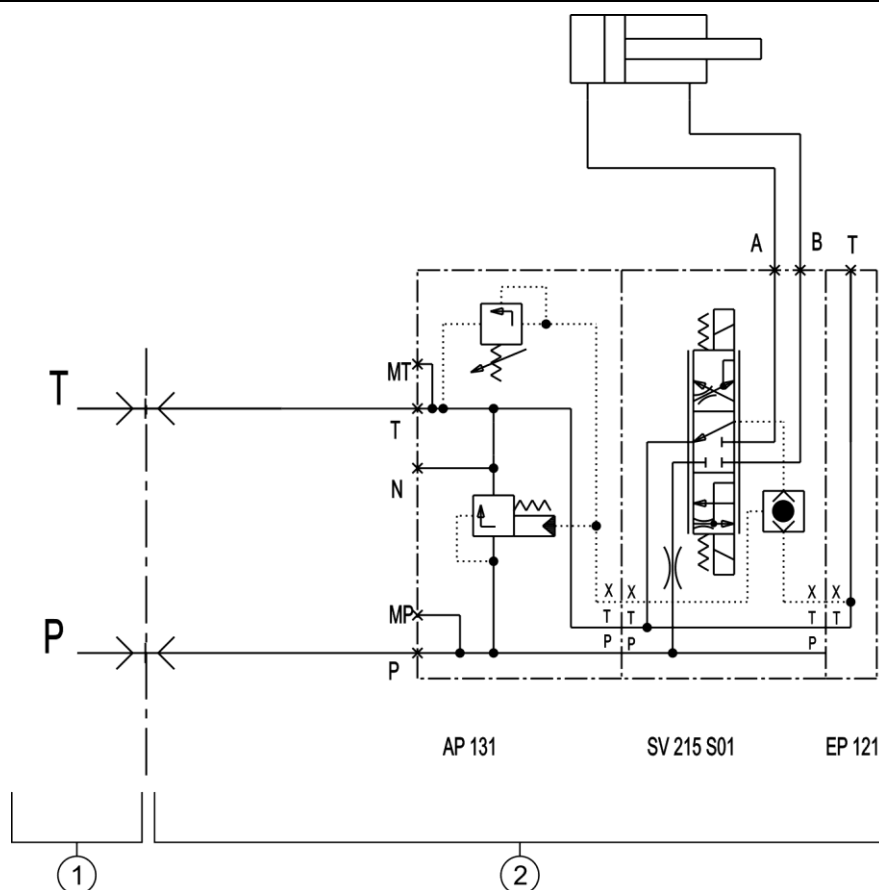 A B T
MT
T
T
N
MP
X X X X
T T T T
P P P
P
P
AP 131 SV 215 S01 EP 121
1 2